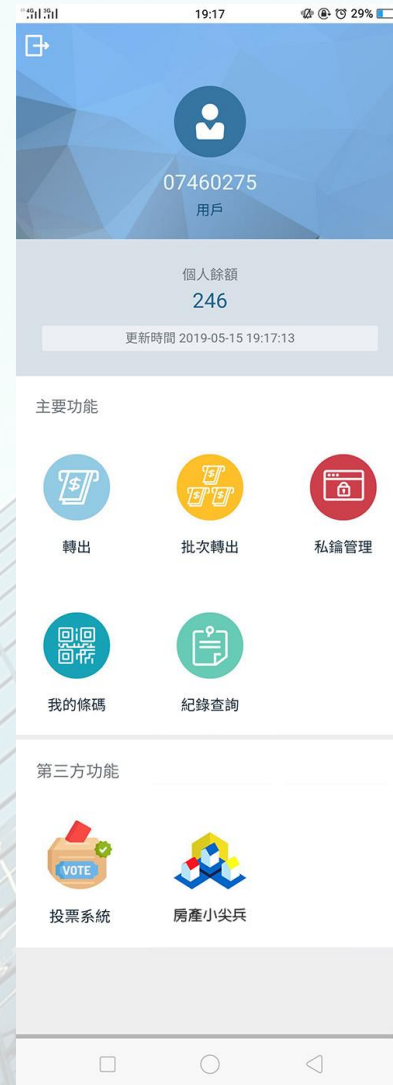 4G 3G 19:17 29%
07460275
用戶
個人餘額
246
更新時間 2019-05-15 19:17:13
主要功能
轉出 批次轉出 私鑰管理
我的條碼 紀錄查詢
第三方功能
VOTE
投票系統 房產小尖兵